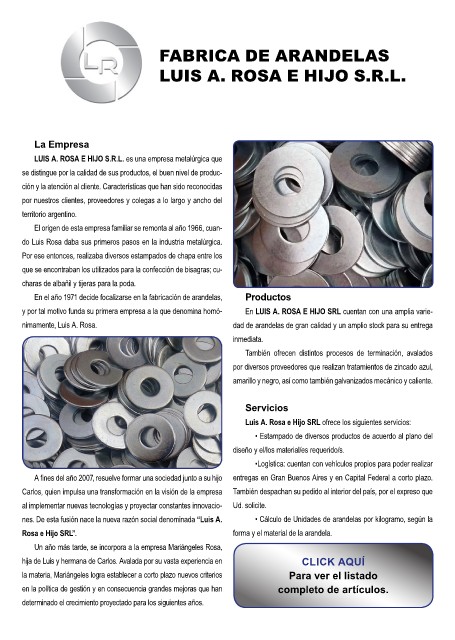 LR
FABRICA DE ARANDELAS
LUIS A. ROSA E HIJO S.R.L.
La Empresa
LUIS A. ROSA E HIJO S.R.L. es una empresa metalúrgica que
se distingue por la calidad de sus productos, el buen nivel de produc-
ción y la atención al cliente. Características que han sido reconocidas
por nuestros clientes, proveedores y colegas a lo largo y ancho del
territorio argentino.
El origen de esta empresa familiar se remonta al año 1966, cuan-
do Luis Rosa daba sus primeros pasos en la industria metalúrgica.
Por ese entonces, realizaba diversos estampados de chapa entre los
que se encontraban los utilizados para la confección de bisagras; cu-
charas de albañil y tijeras para la poda.
En el año 1971 decide focalizarse en la fabricación de arandelas,
y por tal motivo funda su primera empresa a la que denomina homó-
nimamente, Luis A. Rosa.
A fines del año 2007, resuelve formar una sociedad junto a su hijo
Carlos, quien impulsa una transformación en la visión de la empresa
al implementar nuevas tecnologías y proyectar constantes innovacio-
nes. De esta fusión nace la nueva razón social denominada "Luis A.
Rosa e Hijo SRL".
Un año más tarde, se incorpora a la empresa Mariángeles Rosa,
hija de Luis y hermana de Carlos. Avalada por su vasta experiencia en
la materia, Mariángeles logra establecer a corto plazo nuevos criterios
en la política de gestión y en consecuencia grandes mejoras que han
determinado el crecimiento proyectado para los siguientes años.
Productos
En LUIS A. ROSA E HIJO SRL cuentan con una amplia varie-
dad de arandelas de gran calidad y un amplio stock para su entrega
inmediata.
También ofrecen distintos procesos de terminación, avalados
por diversos proveedores que realizan tratamientos de zincado azul,
amarillo y negro, así como también galvanizados mecánico y caliente.
Servicios
Luis A. Rosa e Hijo SRL ofrece los siguientes servicios:
• Estampado de diversos productos de acuerdo al plano del
diseño y el/los material/es requerido/s.
•Logística: cuentan con vehículos propios para poder realizar
entregas en Gran Buenos Aires y en Capital Federal a corto plazo.
También despachan su pedido al interior del país, por el expreso que
Ud. solicite.
• Cálculo de Unidades de arandelas por kilogramo, según la
forma y el material de la arandela.
CLICK AQUÍ
Para ver el listado
completo de artículos.